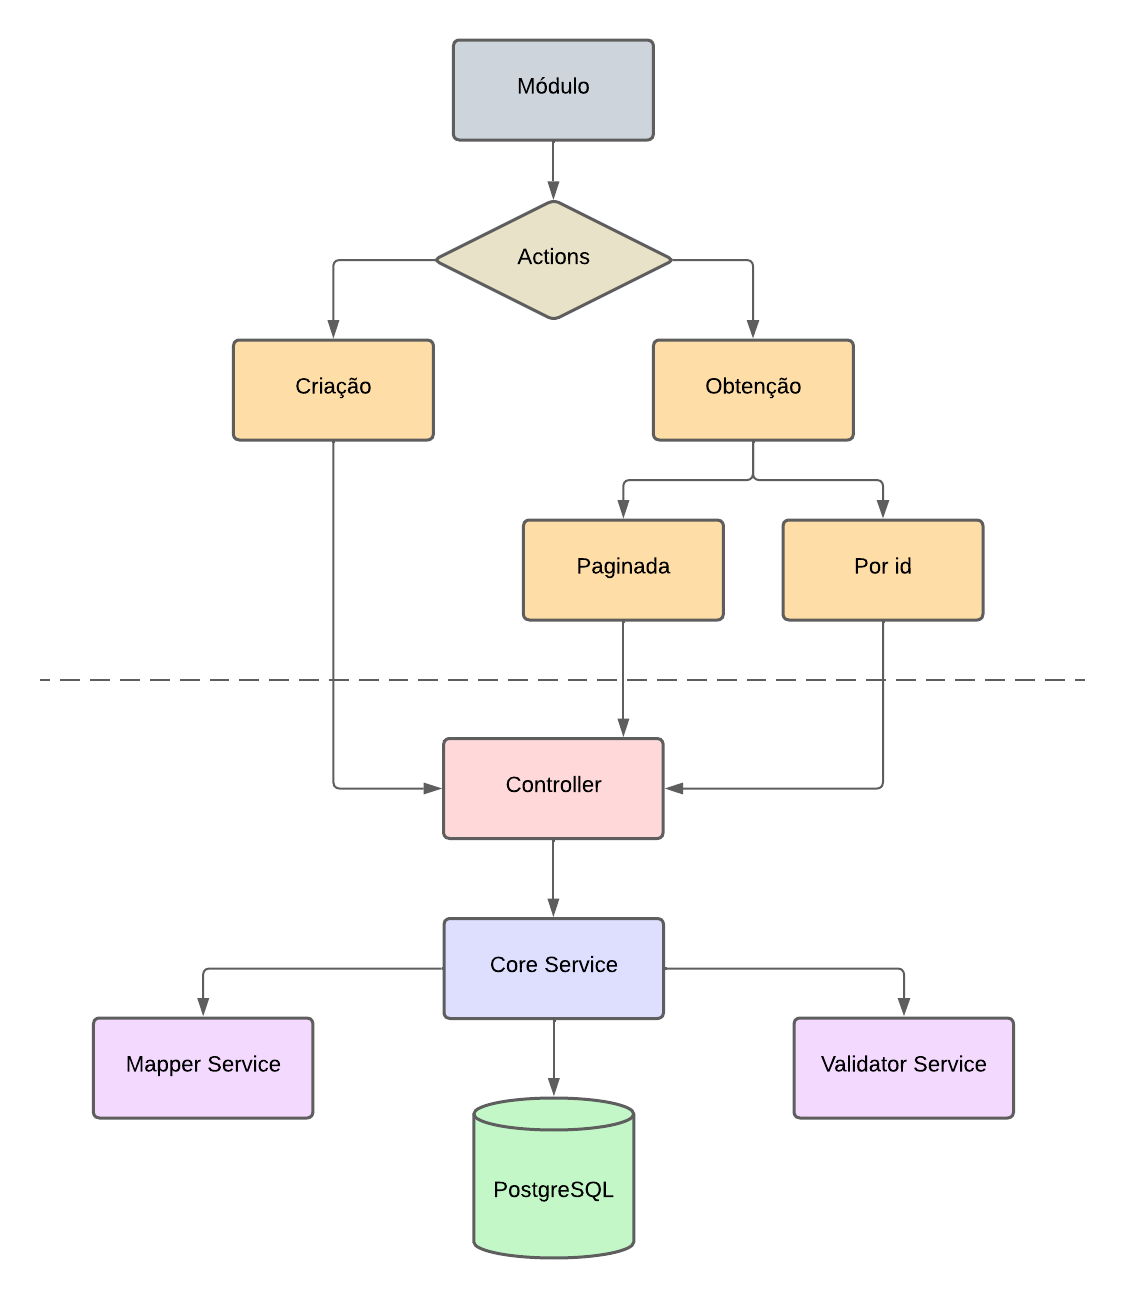 Módulo
Actions
Criação
Obtenção
Paginada
Por id
Controller
Core Service
Mapper Service
Validator Service
PostgreSQL